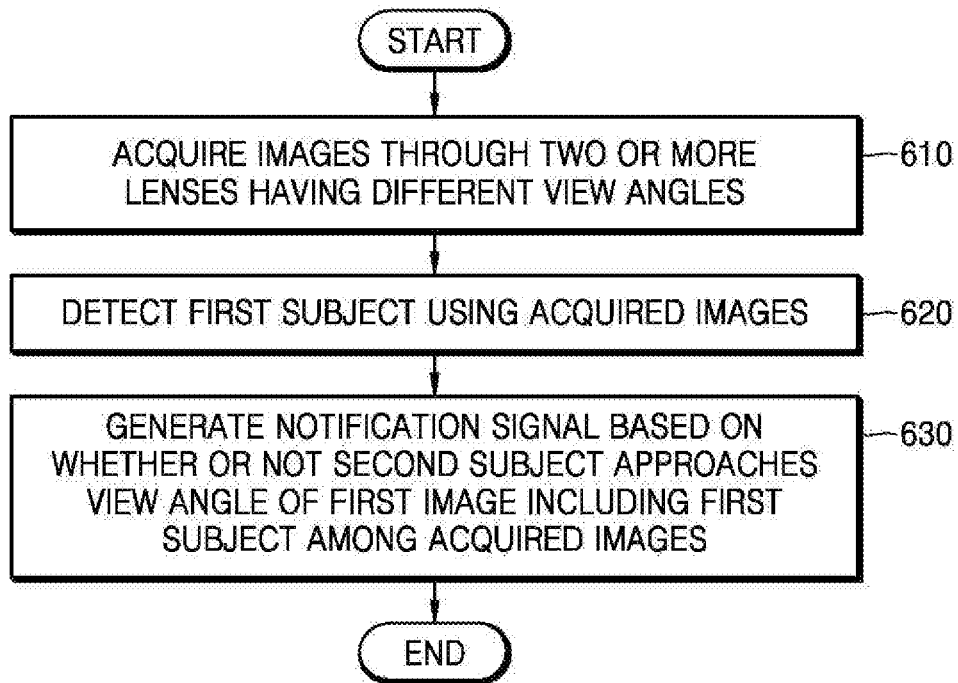 START
ACQUIRE IMAGES THROUGH TWO OR MORE
LENSES HAVING DIFFERENT VIEW ANGLES
610
DETECT FIRST SUBJECT USING ACQUIRED IMAGES
620
GENERATE NOTIFICATION SIGNAL BASED ON
WHETHER OR NOT SECOND SUBJECT APPROACHES
VIEW ANGLE OF FIRST IMAGE INCLUDING FIRST
SUBJECT AMONG ACQUIRED IMAGES
630
END